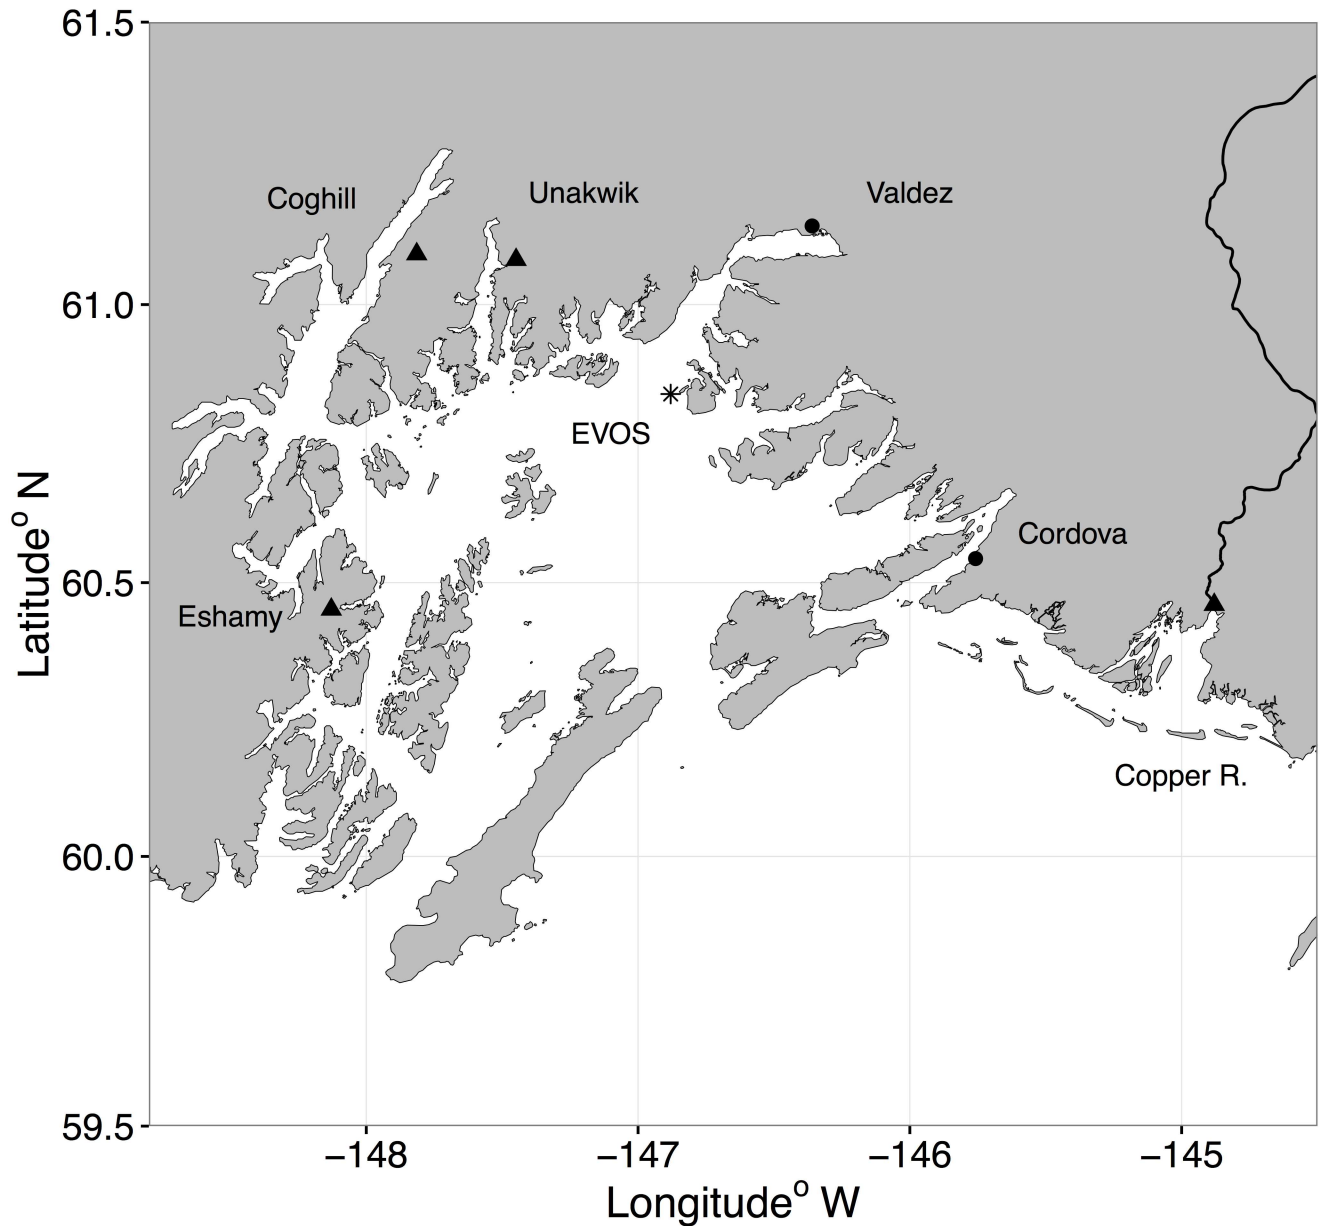 61.5
Coghill
Unakwik
Valdez
61.0
EVOS
Cordova
60.5
Eshamy
Copper R.
60.0
59.5
−148
−147
−146
−145
Latitude° N
Longitude° W